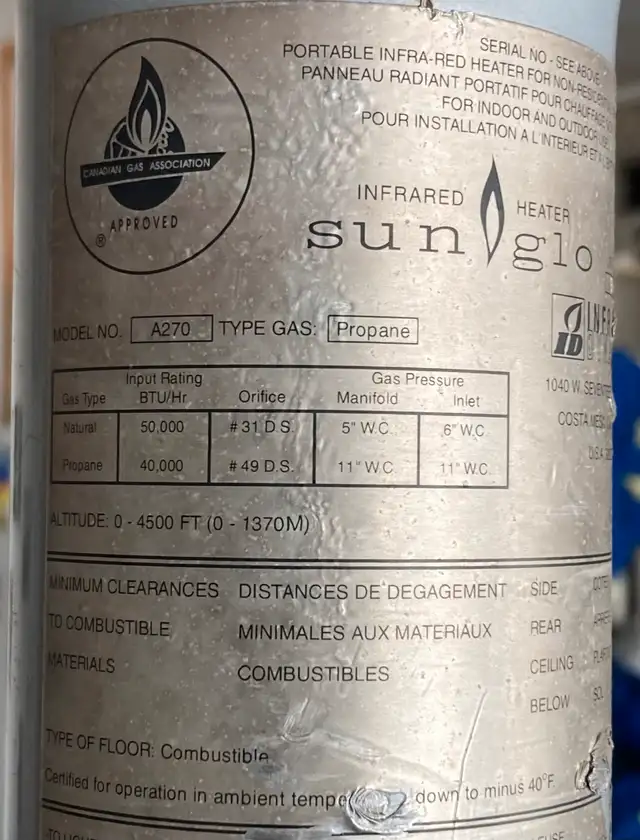 SERIAL NO - SEE ABOVE
PORTABLE INFRA-RED HEATER FOR
PANNEAU RADIANT PORTATIF POUR
FOR INDOOR AND OUTDOOR
POUR INSTALLATION A L'INTERIEUR ET
CANADIAN GAS ASSOCIATION
® APPROVED
INFRARED HEATER
sun glo
ID
MODEL NO. A270 TYPE GAS: Propane
1040 W.
COSTA
Gas Type Input Rating BTU/Hr Orifice Gas Pressure Manifold Inlet
Natural 50,000 #31 D.S. 5" W.C. 6" W.C.
Propane 40,000 #49 D.S. 11" W.C. 11" W.C.
ALTITUDE: 0 - 4500 FT (0 - 1370M)
MINIMUM CLEARANCES DISTANCES DE DEGAGEMENT SIDE
TO COMBUSTIBLE MINIMALES AUX MATERIAUX REAR
MATERIALS COMBUSTIBLES CEILING
BELOW SOL
TYPE OF FLOOR: Combustible
Certified for operation in ambient down to minus 40°F.